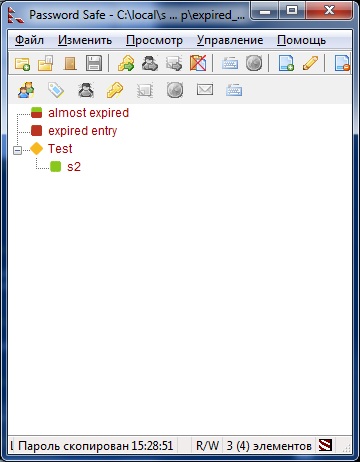 Password Safe - C:\local\s ... p\expired_...
Файл Изменить Просмотр Управление Помощь
almost expired
expired entry
Test
s2
Пароль скопирован 15:28:51 R/W 3 (4) элементов